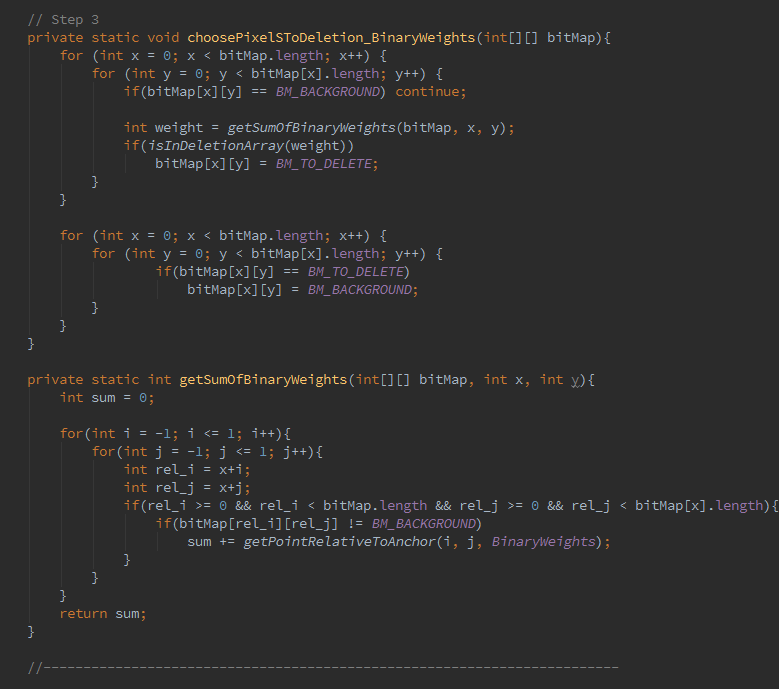 // Step 3
private static void choosePixelSToDeletion_BinaryWeights(int[][] bitMap){
for (int x = 0; x < bitMap.length; x++) {
for (int y = 0; y < bitMap[x].length; y++) {
if(bitMap[x][y] == BM_BACKGROUND) continue;
int weight = getSumOfBinaryWeights(bitMap, x, y);
if(isInDeletionArray(weight))
bitMap[x][y] = BM_TO_DELETE;
}
}
for (int x = 0; x < bitMap.length; x++) {
for (int y = 0; y < bitMap[x].length; y++) {
if(bitMap[x][y] == BM_TO_DELETE)
bitMap[x][y] = BM_BACKGROUND;
}
}
}
private static int getSumOfBinaryWeights(int[][] bitMap, int x, int y){
int sum = 0;
for(int i = -1; i <= 1; i++){
for(int j = -1; j <= 1; j++){
int rel_i = x+i;
int rel_j = x+j;
if(rel_i >= 0 && rel_i < bitMap.length && rel_j >= 0 && rel_j < bitMap[x].length){
if(bitMap[rel_i][rel_j] != BM_BACKGROUND)
sum += getPointRelativeToAnchor(i, j, BinaryWeights);
}
}
}
return sum;
}
//------------------------------------------------------------------------